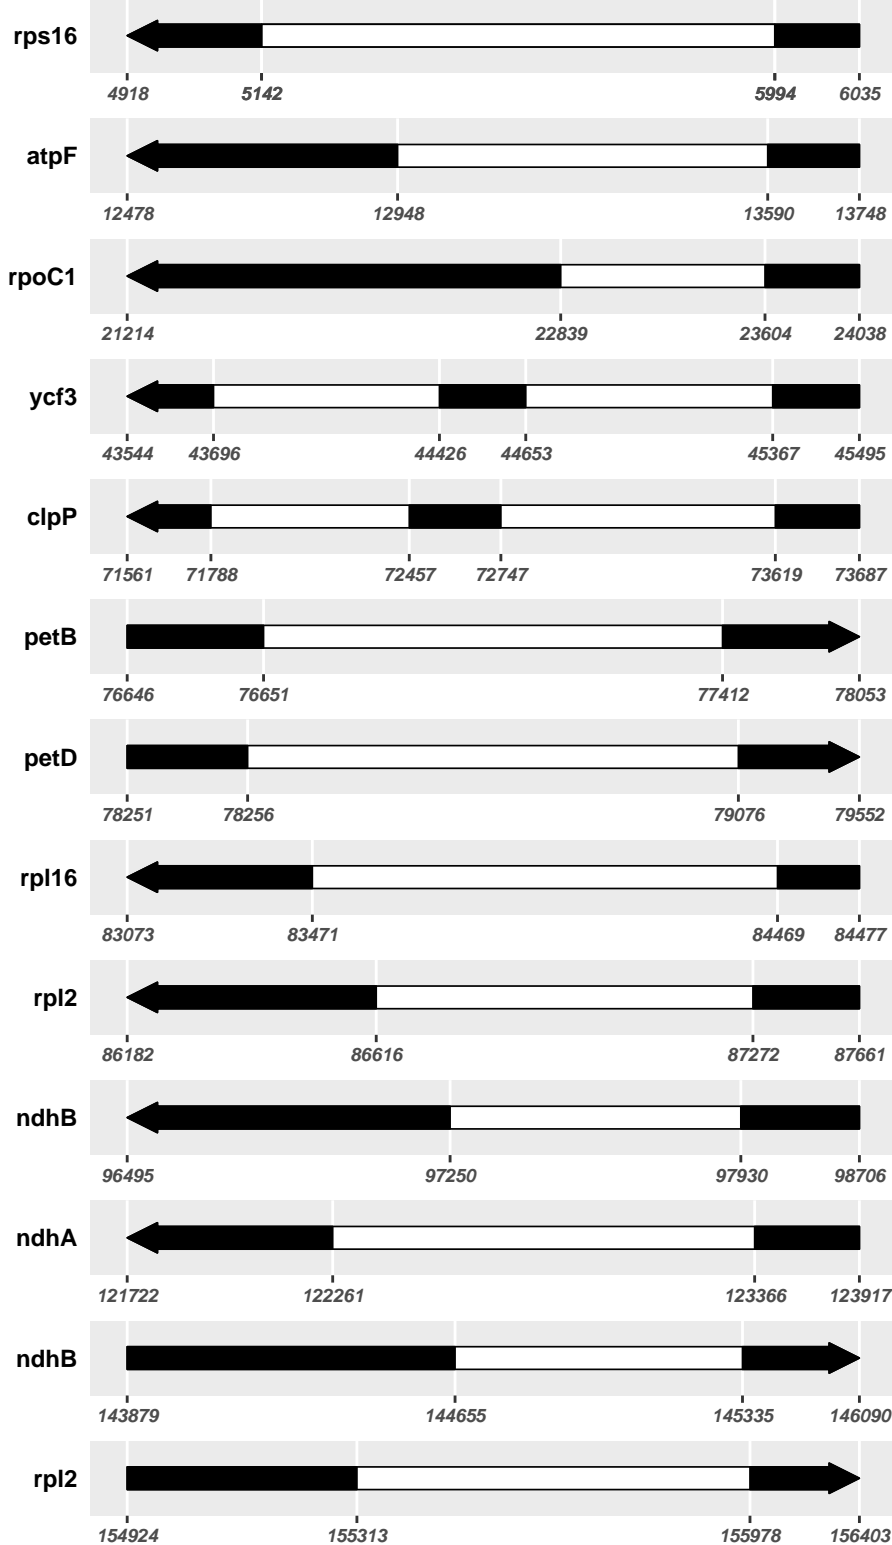 rps16
4918 5142 5994 6035
atpF
12478 12948 13590 13748
rpoC1
21214 22839 23604 24038
ycf3
43544 43696 44426 44653 45367 45495
clpP
71561 71788 72457 72747 73619 73687
petB
76646 76651 77412 78053
petD
78251 78256 79076 79552
rpl16
83073 83471 84469 84477
rpl2
86182 86616 87272 87661
ndhB
96495 97250 97930 98706
ndhA
121722 122261 123366 123917
ndhB
143879 144655 145335 146090
rpl2
154924 155313 155978 156403